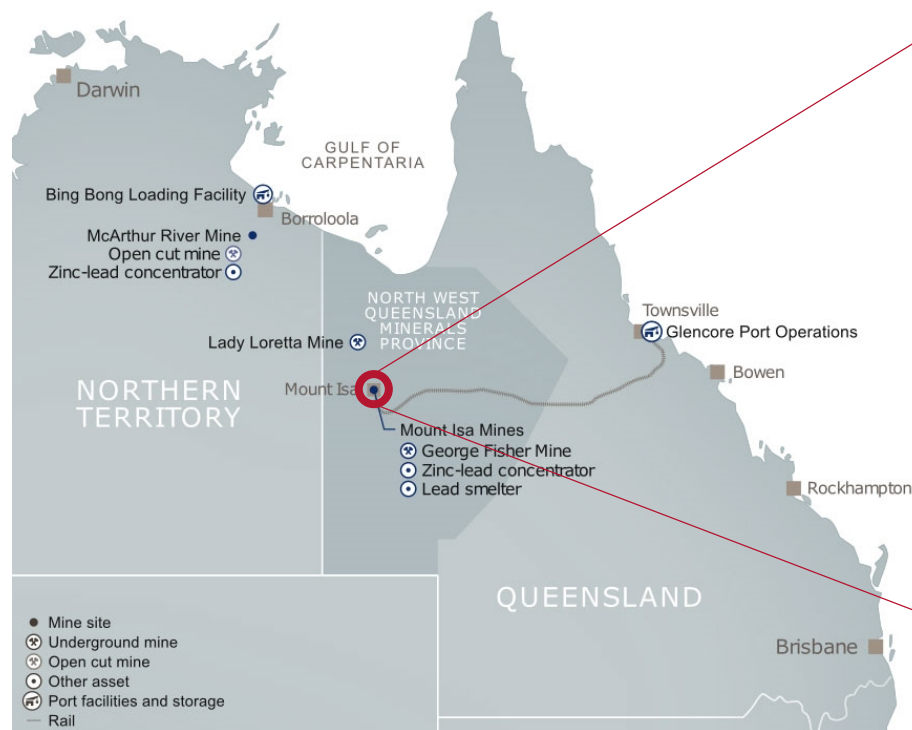 Darwin
GULF OF
CARPENTARIA
Bing Bong Loading Facility
Borroloola
McArthur River Mine
Open cut mine
Zinc-lead concentrator
NORTH WEST
QUEENSLAND
MINERALS
PROVINCE
Townsville
Glencore Port Operations
Lady Loretta Mine
Bowen
NORTHERN
TERRITORY
Mount Isa
Mount Isa Mines
George Fisher Mine
Zinc-lead concentrator
Lead smelter
Rockhampton
QUEENSLAND
Brisbane
Mine site
Underground mine
Open cut mine
Other asset
Port facilities and storage
Rail